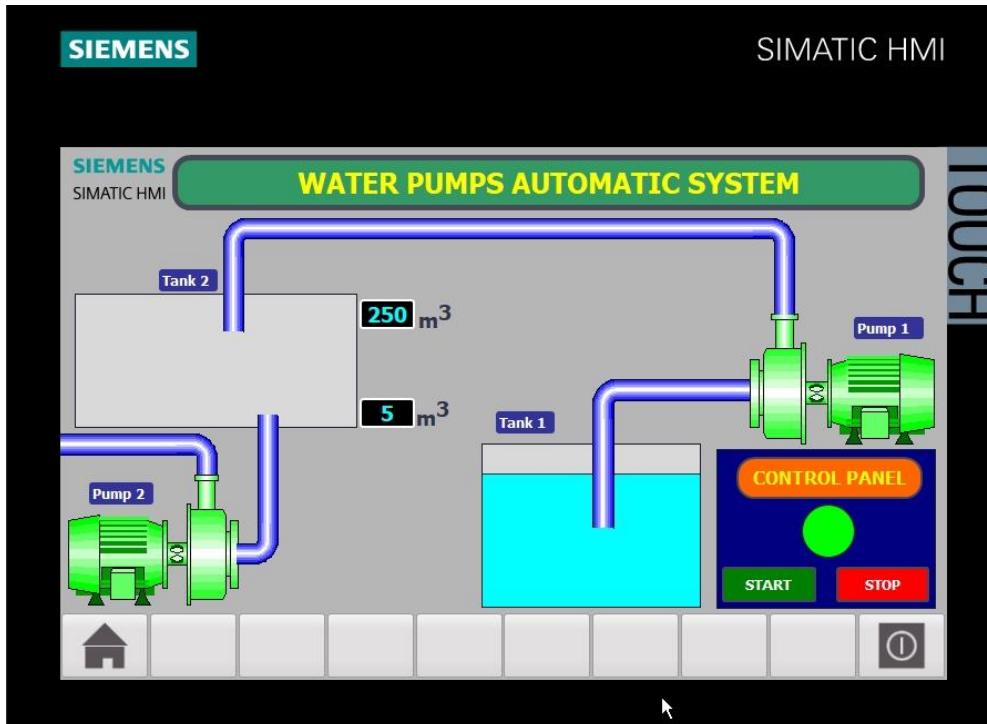 SIEMENS
SIMATIC HMI
TOUCH
SIEMENS
SIMATIC HMI
WATER PUMPS AUTOMATIC SYSTEM
Tank 2
250 m3
Pump 1
5 m3
Tank 1
CONTROL PANEL
Pump 2
START
STOP